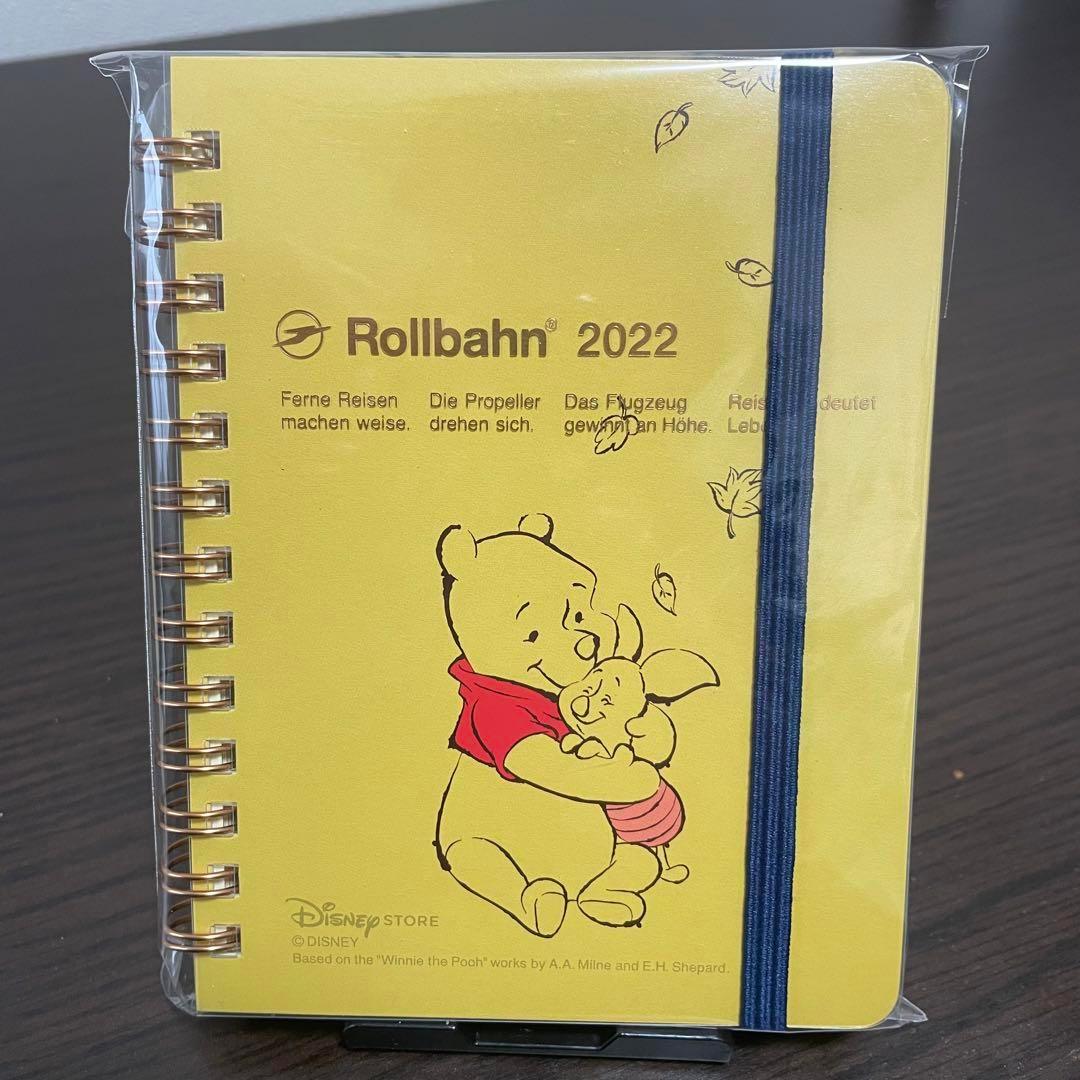 Rollbahn® 2022
Ferne Reisen machen weise.
Die Propeller drehen sich.
Das Flugzeug gewinnt an Höhe.
Disney STORE
© DISNEY
Based on the "Winnie the Pooh" works by A.A. Milne and E.H. Shepard.